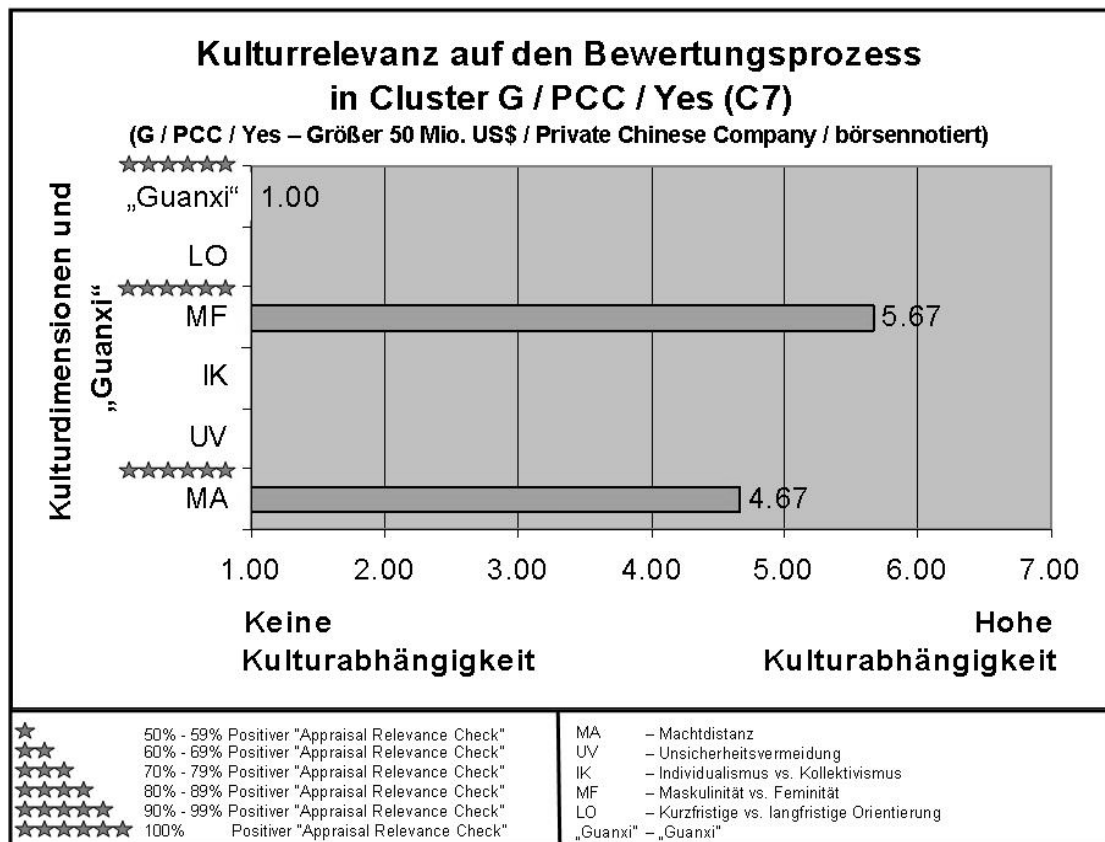 Kulturrelevanz auf den Bewertungsprozess
in Cluster G / PCC / Yes (C7)
(G / PCC / Yes – Größer 50 Mio. US$ / Private Chinese Company / börsennotiert)
Kulturdimensionen und
„Guanxi“
„Guanxi“
1.00
LO
MF
5.67
IK
UV
MA
4.67
1.00 2.00 3.00 4.00 5.00 6.00 7.00
Keine
Kulturabhängigkeit
Hohe
Kulturabhängigkeit
50% - 59% Positiver "Appraisal Relevance Check"
60% - 69% Positiver "Appraisal Relevance Check"
70% - 79% Positiver "Appraisal Relevance Check"
80% - 89% Positiver "Appraisal Relevance Check"
90% - 99% Positiver "Appraisal Relevance Check"
100% Positiver "Appraisal Relevance Check"
MA – Machtdistanz
UV – Unsicherheitsvermeidung
IK – Individualismus vs. Kollektivismus
MF – Maskulinität vs. Feminität
LO – Kurzfristige vs. langfristige Orientierung
„Guanxi" – „Guanxi"